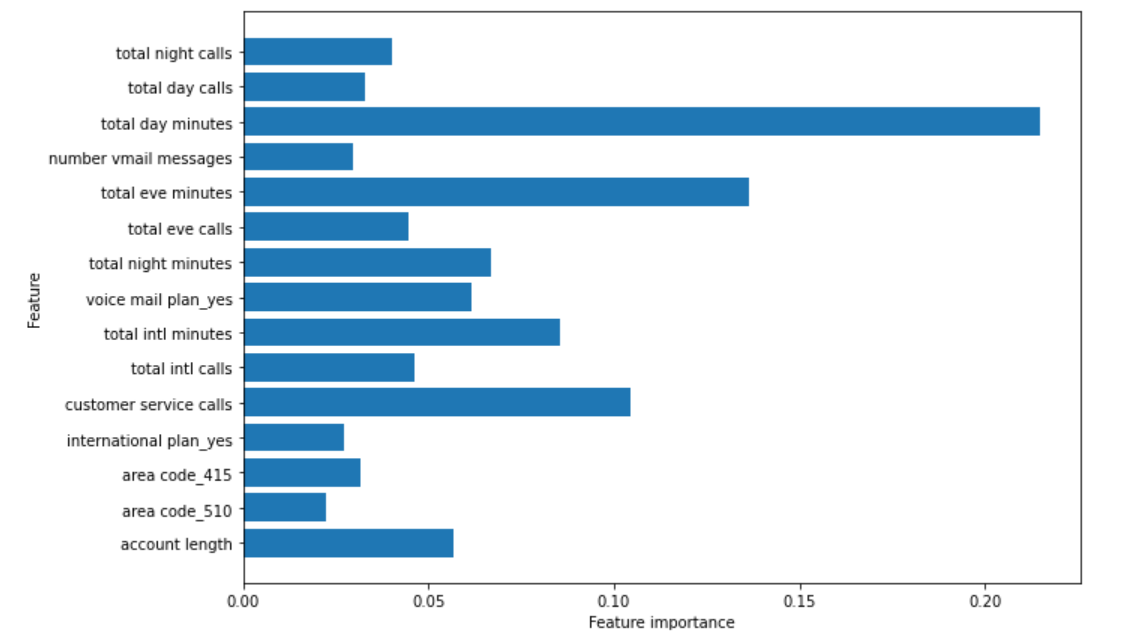 total night calls
total day calls
total day minutes
number vmail messages
total eve minutes
total eve calls
total night minutes
voice mail plan_yes
total intl minutes
total intl calls
customer service calls
international plan_yes
area code_415
area code_510
account length
Feature
0.00 0.05 0.10 0.15 0.20
Feature importance